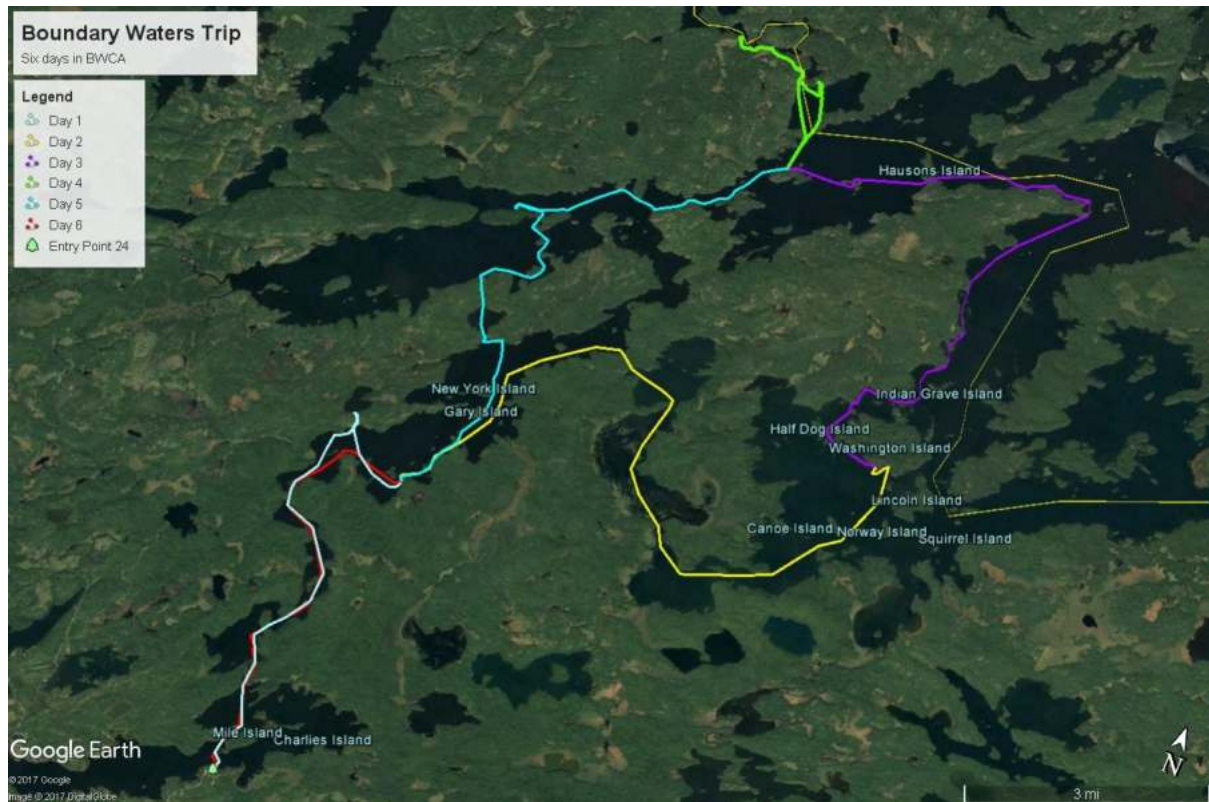 Boundary Waters Trip
Six days in BWCA
Legend
Day 1
Day 2
Day 3
Day 4
Day 5
Day 6
Entry Point 24
Hausons Island
New York Island
Gary Island
Indian Grave Island
Half Dog Island
Washington Island
Lincoln Island
Canoe Island
Norway Island
Squirrel Island
Mile Island
Charlies Island
Google Earth
©2017 Google
Image © 2017 DigitalGlobe
N
3 mi